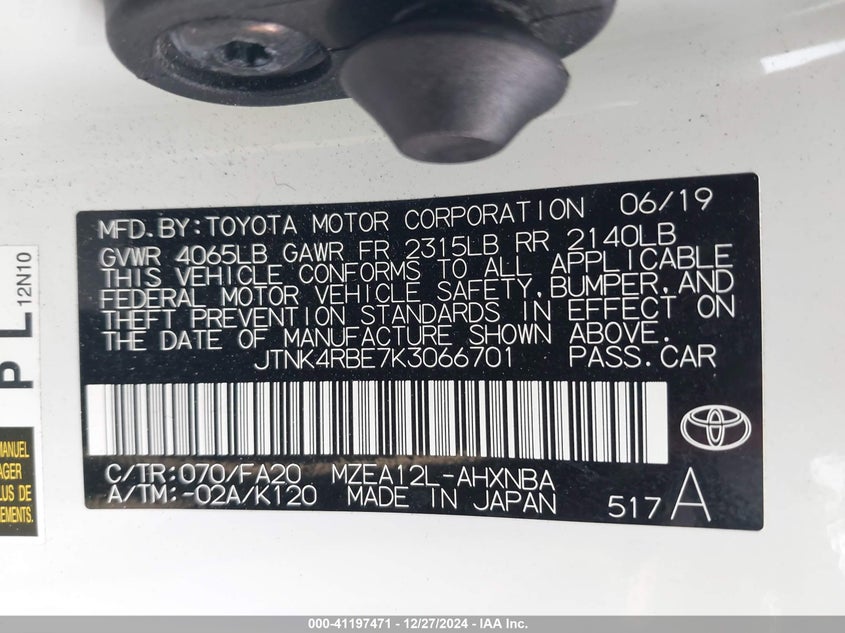 MFD. BY: TOYOTA MOTOR CORPORATION 06/19
GVWR 4065LB GAWR FR 2315LB RR 2140LB
THIS VEHICLE CONFORMS TO ALL APPLICABLE
FEDERAL MOTOR VEHICLE SAFETY, BUMPER, AND
THEFT PREVENTION STANDARDS IN EFFECT ON
THE DATE OF MANUFACTURE SHOWN ABOVE.
JTNK4RBE7K3066701 PASS. CAR
C/TR: 070/FA20 MZEA12L-AHXNBA
A/TM: -02A/K120 MADE IN JAPAN
517 A
P L
12N10
MANUEL
LUS DE
000-41197471 - 12/27/2024 - IAAI, Inc.